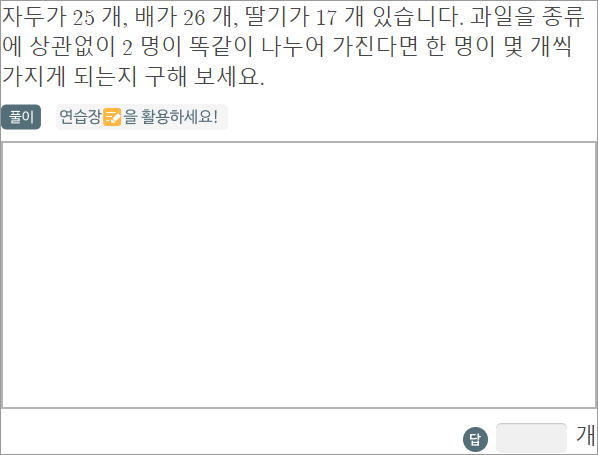 자두가 25 개, 배가 26 개, 딸기가 17 개 있습니다. 과일을 종류
에 상관없이 2 명이 똑같이 나누어 가진다면 한 명이 몇 개씩
가지게 되는지 구해 보세요.
풀이 연습장을 활용하세요!
답 개